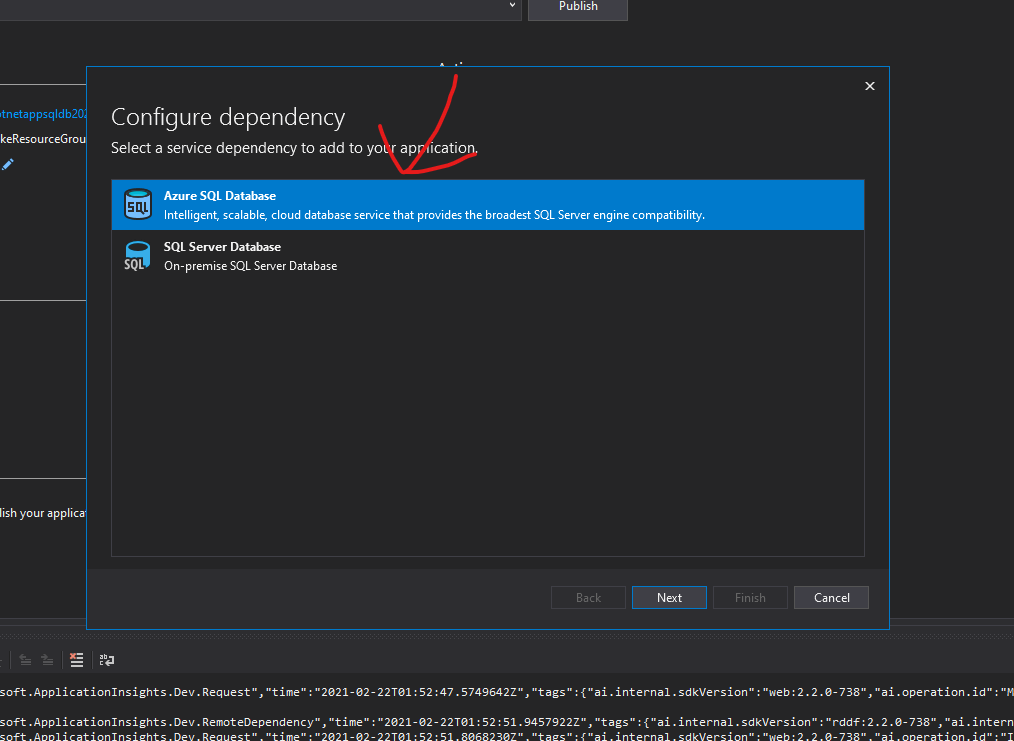 Publish
otnetappsqldb202
keResourceGrou
Configure dependency
Select a service dependency to add to your application.
SQL
Azure SQL Database
Intelligent, scalable, cloud database service that provides the broadest SQL Server engine compatibility.
SQL
SQL Server Database
On-premise SQL Server Database
lish your applica
Back
Next
Finish
Cancel
soft.ApplicationInsights.Dev.Request","time":"2021-02-22T01:52:47.5749642Z","tags":{"ai.internal.sdkVersion":"web:2.2.0-738","ai.operation.id":"M
soft.ApplicationInsights.Dev.RemoteDependency","time":"2021-02-22T01:52:51.9457922Z","tags":{"ai.internal.sdkVersion":"rddf:2.2.0-738","ai.intern
soft.ApplicationInsights.Dev.Request","time":"2021-02-22T01:52:51.8068230Z","tags":{"ai.internal.sdkVersion":"web:2.2.0-738","ai.operation.id":"I